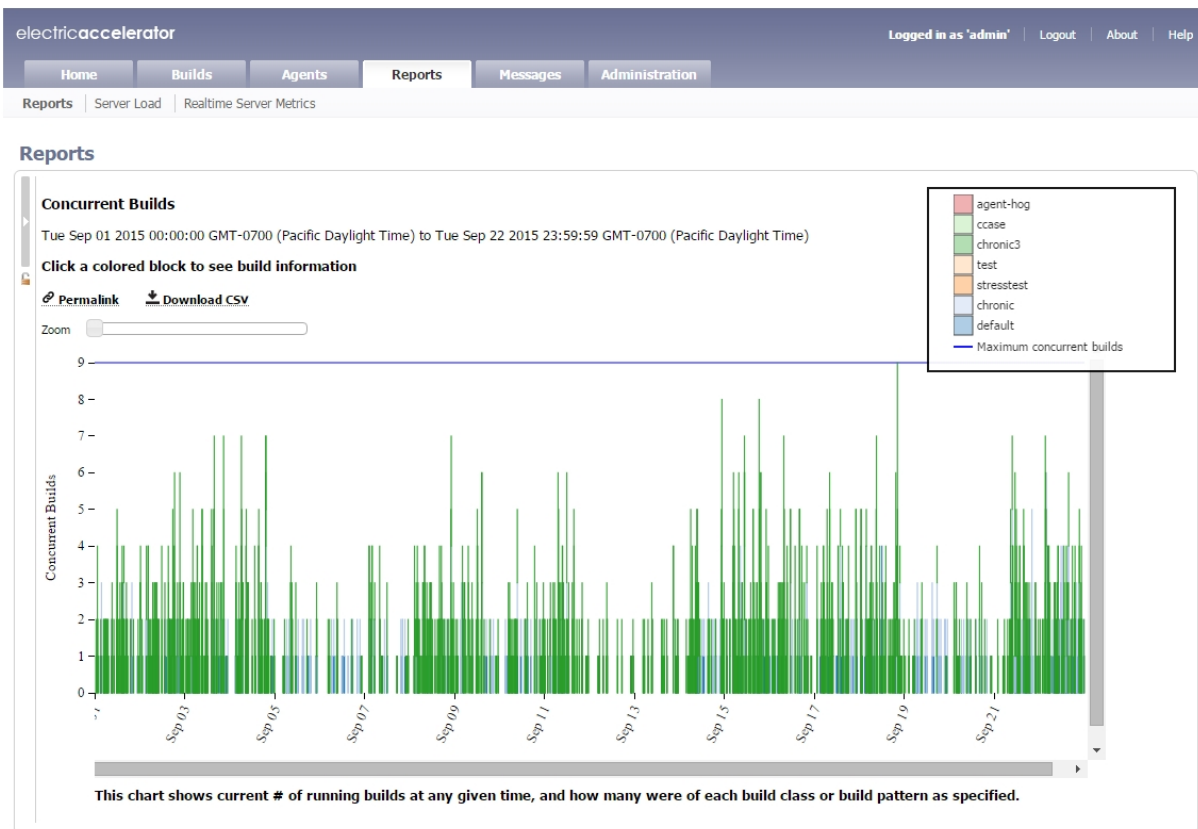 electricaccelerator
Logged in as 'admin' Logout About Help
Home Builds Agents Reports Messages Administration
Reports Server Load Realtime Server Metrics
Reports
Concurrent Builds
Tue Sep 01 2015 00:00:00 GMT-0700 (Pacific Daylight Time) to Tue Sep 22 2015 23:59:59 GMT-0700 (Pacific Daylight Time)
Click a colored block to see build information
Permalink Download CSV
Zoom
agent-hog
ccase
chronic3
test
stresstest
chronic
default
Maximum concurrent builds
Concurrent Builds
9
8
7
6
5
4
3
2
1
0
Sep 03 Sep 05 Sep 07 Sep 09 Sep 11 Sep 13 Sep 15 Sep 17 Sep 19 Sep 21
This chart shows current # of running builds at any given time, and how many were of each build class or build pattern as specified.